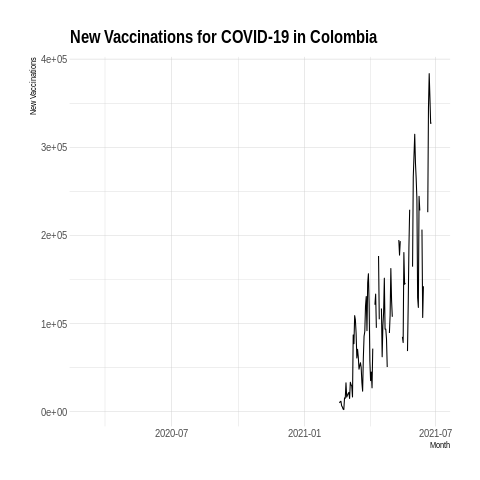 New Vaccinations for COVID-19 in Colombia
New Vaccinations
4e+05
3e+05
2e+05
1e+05
0e+00
2020-07 2021-01 2021-07
Month